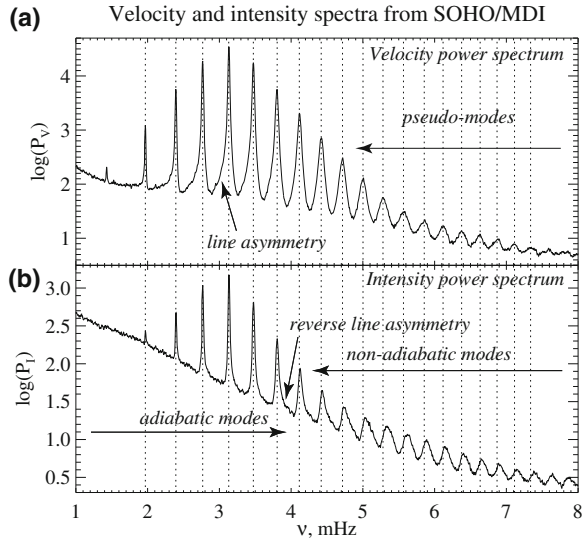 Velocity and intensity spectra from SOHO/MDI
(a)
Velocity power spectrum
pseudo-modes
line asymmetry
log(P_V)
4
3
2
1
(b)
Intensity power spectrum
reverse line asymmetry
non-adiabatic modes
adiabatic modes
log(P_I)
3.0
2.5
2.0
1.5
1.0
0.5
1 2 3 4 5 6 7 8
ν, mHz